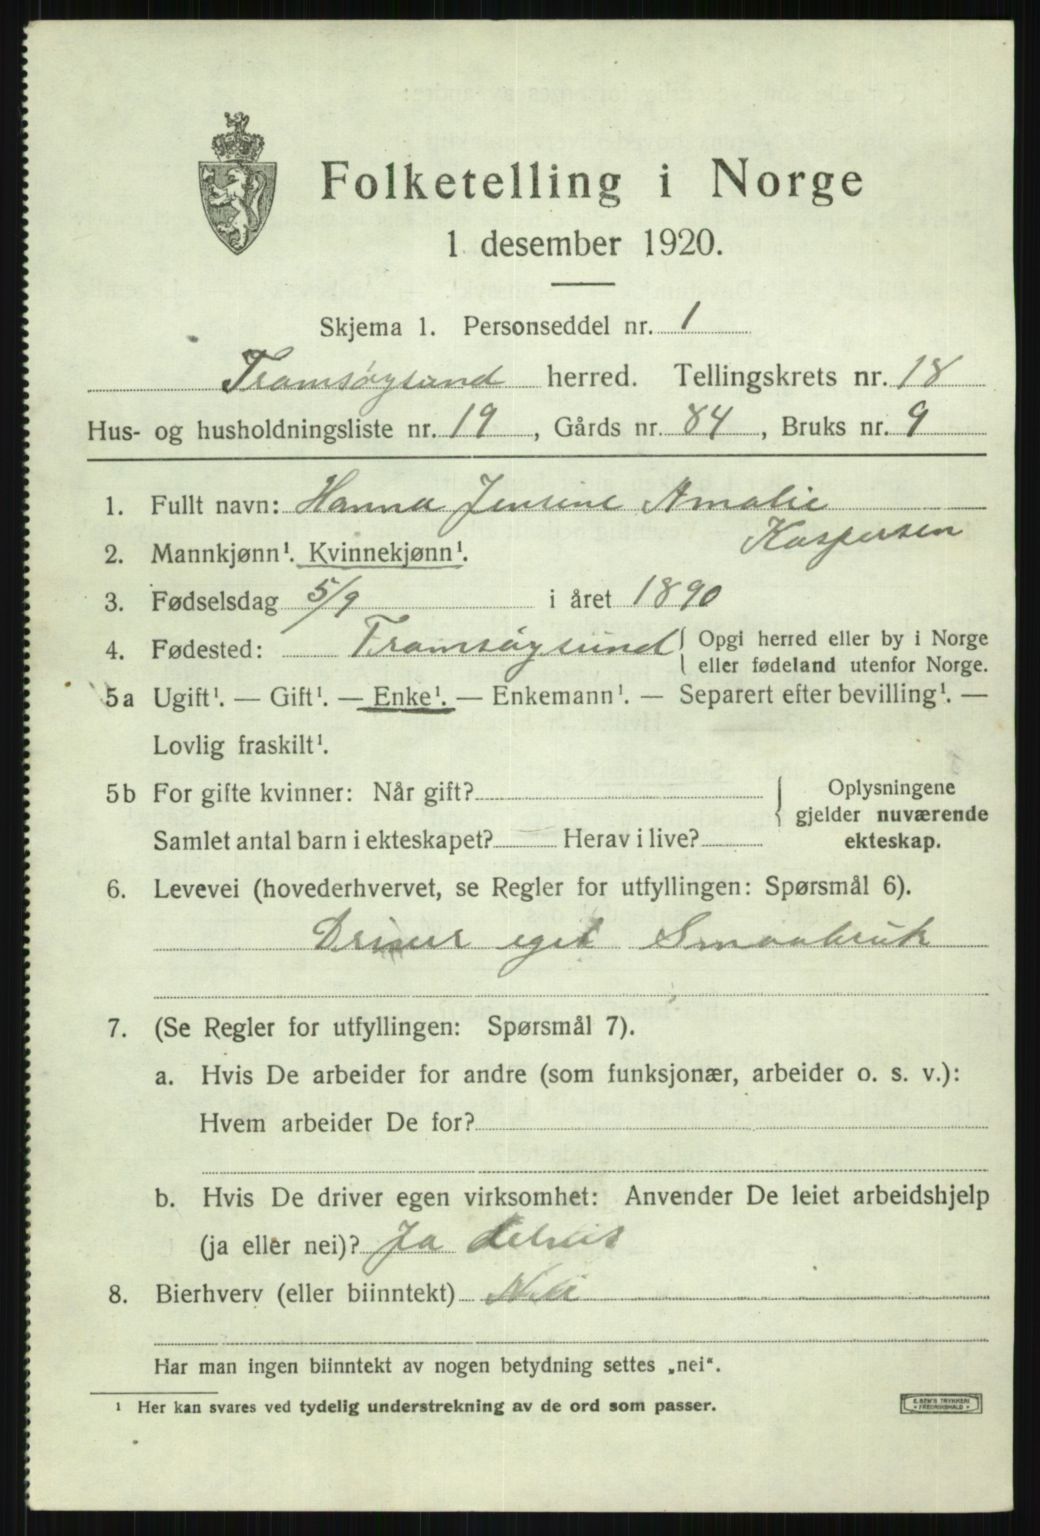 Folketelling i Norge
1 desember 1920.
Skjema 1. Personseddel nr. 1
Tromsøysund herred. Tellingskrets nr. 18
Hus- og husholdningsliste nr. 19, Gårds nr. 84, Bruks nr. 9
1. Fullt navn: Hanna Jensine Amalie
Kaspersen
2. Mannkjønn¹. Kvinnekjønn¹.
3. Fødselsdag 5/9 i året 1890
4. Fødested: Tromsøysund { Opgi herred eller by i Norge
eller fødeland utenfor Norge.
5a Ugift¹. — Gift¹. — Enke¹. — Enkemann¹. — Separert efter bevilling¹. —
Lovlig fraskilt¹.
5b For gifte kvinner: Når gift? { Oplysningene
gjelder nuværende
Samlet antal barn i ekteskapet? Herav i live? ekteskap.
6. Levevei (hovederhvervet, se Regler for utfyllingen: Spørsmål 6).
Driver eget Smaabruk
7. (Se Regler for utfyllingen: Spørsmål 7).
a. Hvis De arbeider for andre (som funksjonær, arbeider o. s. v.):
Hvem arbeider De for?
b. Hvis De driver egen virksomhet: Anvender De leiet arbeidshjelp
(ja eller nei)? Ja delvis
8. Bierhverv (eller biinntekt) Nei
Har man ingen biinntekt av nogen betydning settes „nei".
¹ Her kan svares ved tydelig understrekning av de ord som passer.